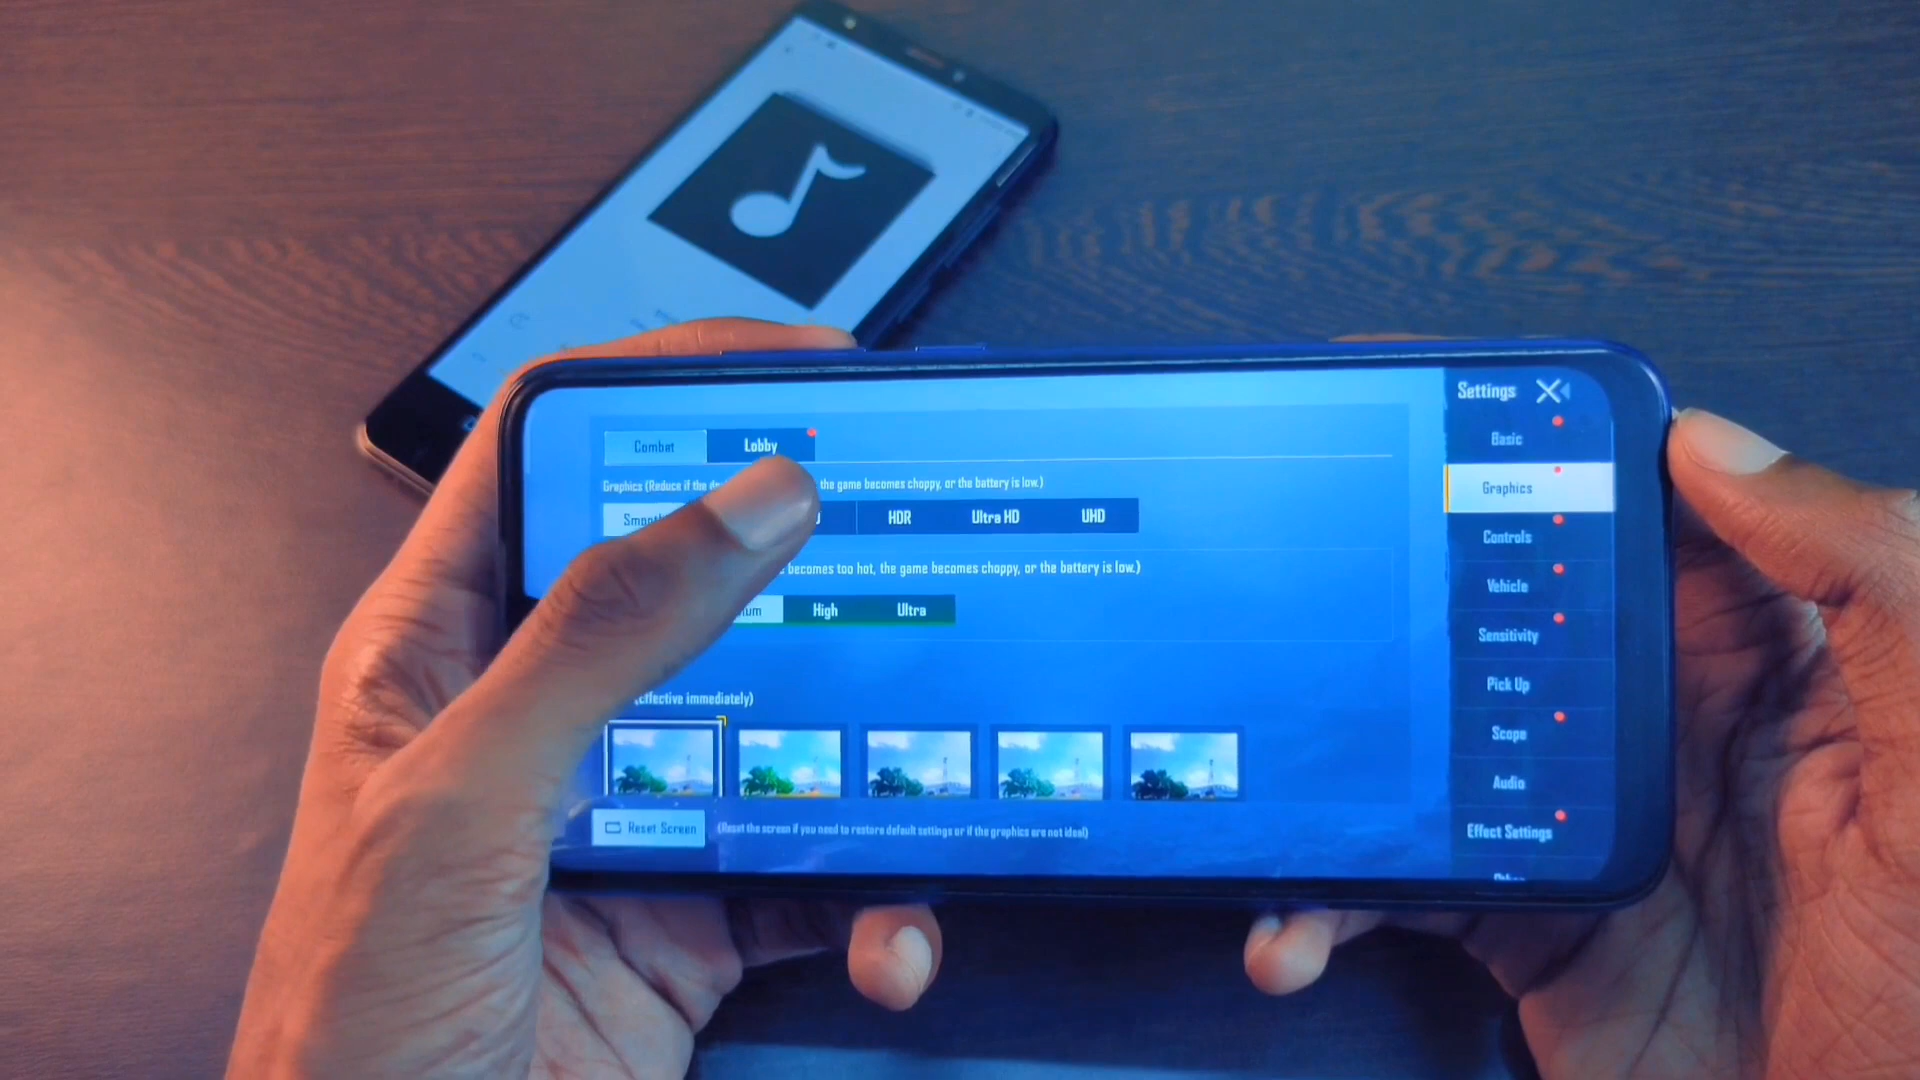 Settings
Combat Lobby
Basic
Graphics (Reduce if the the game becomes choppy, or the battery is low.)
Graphics
HDR Ultra HD UHD
Controls
becomes too hot, the game becomes choppy, or the battery is low.)
Vehicle
High Ultra
Sensitivity
(Effective immediately)
Pick Up
Scope
Audio
Reset Screen (Reset the screen if you need to restore default settings or if the graphics are not ideal)
Effect Settings